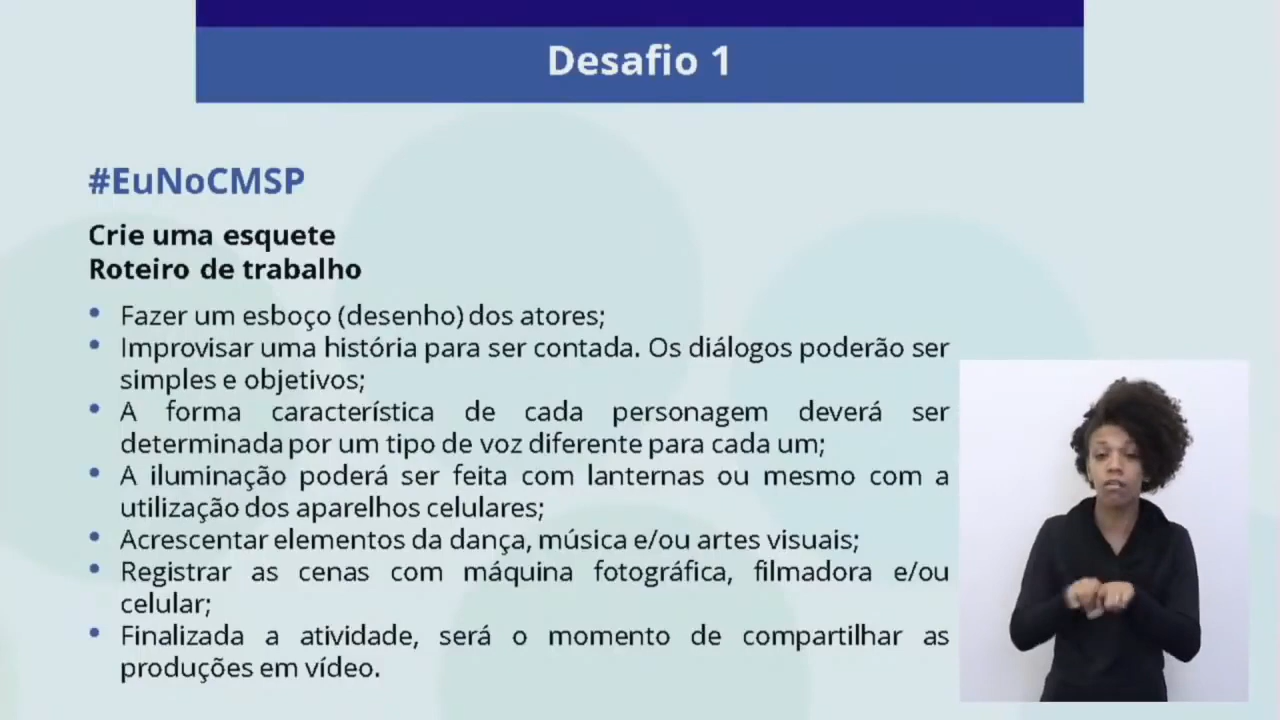 Desafio 1
#EuNoCMSP
Crie uma esquete
Roteiro de trabalho
• Fazer um esboço (desenho) dos atores;
• Improvisar uma história para ser contada. Os diálogos poderão ser
simples e objetivos;
• A forma característica de cada personagem deverá ser
determinada por um tipo de voz diferente para cada um;
• A iluminação poderá ser feita com lanternas ou mesmo com a
utilização dos aparelhos celulares;
• Acrescentar elementos da dança, música e/ou artes visuais;
• Registrar as cenas com máquina fotográfica, filmadora e/ou
celular;
• Finalizada a atividade, será o momento de compartilhar as
produções em vídeo.